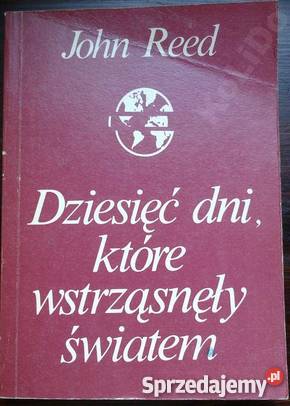 John Reed
Dziesięć dni,
które
wstrząsnęły
światem
Sprzedajemy.pl